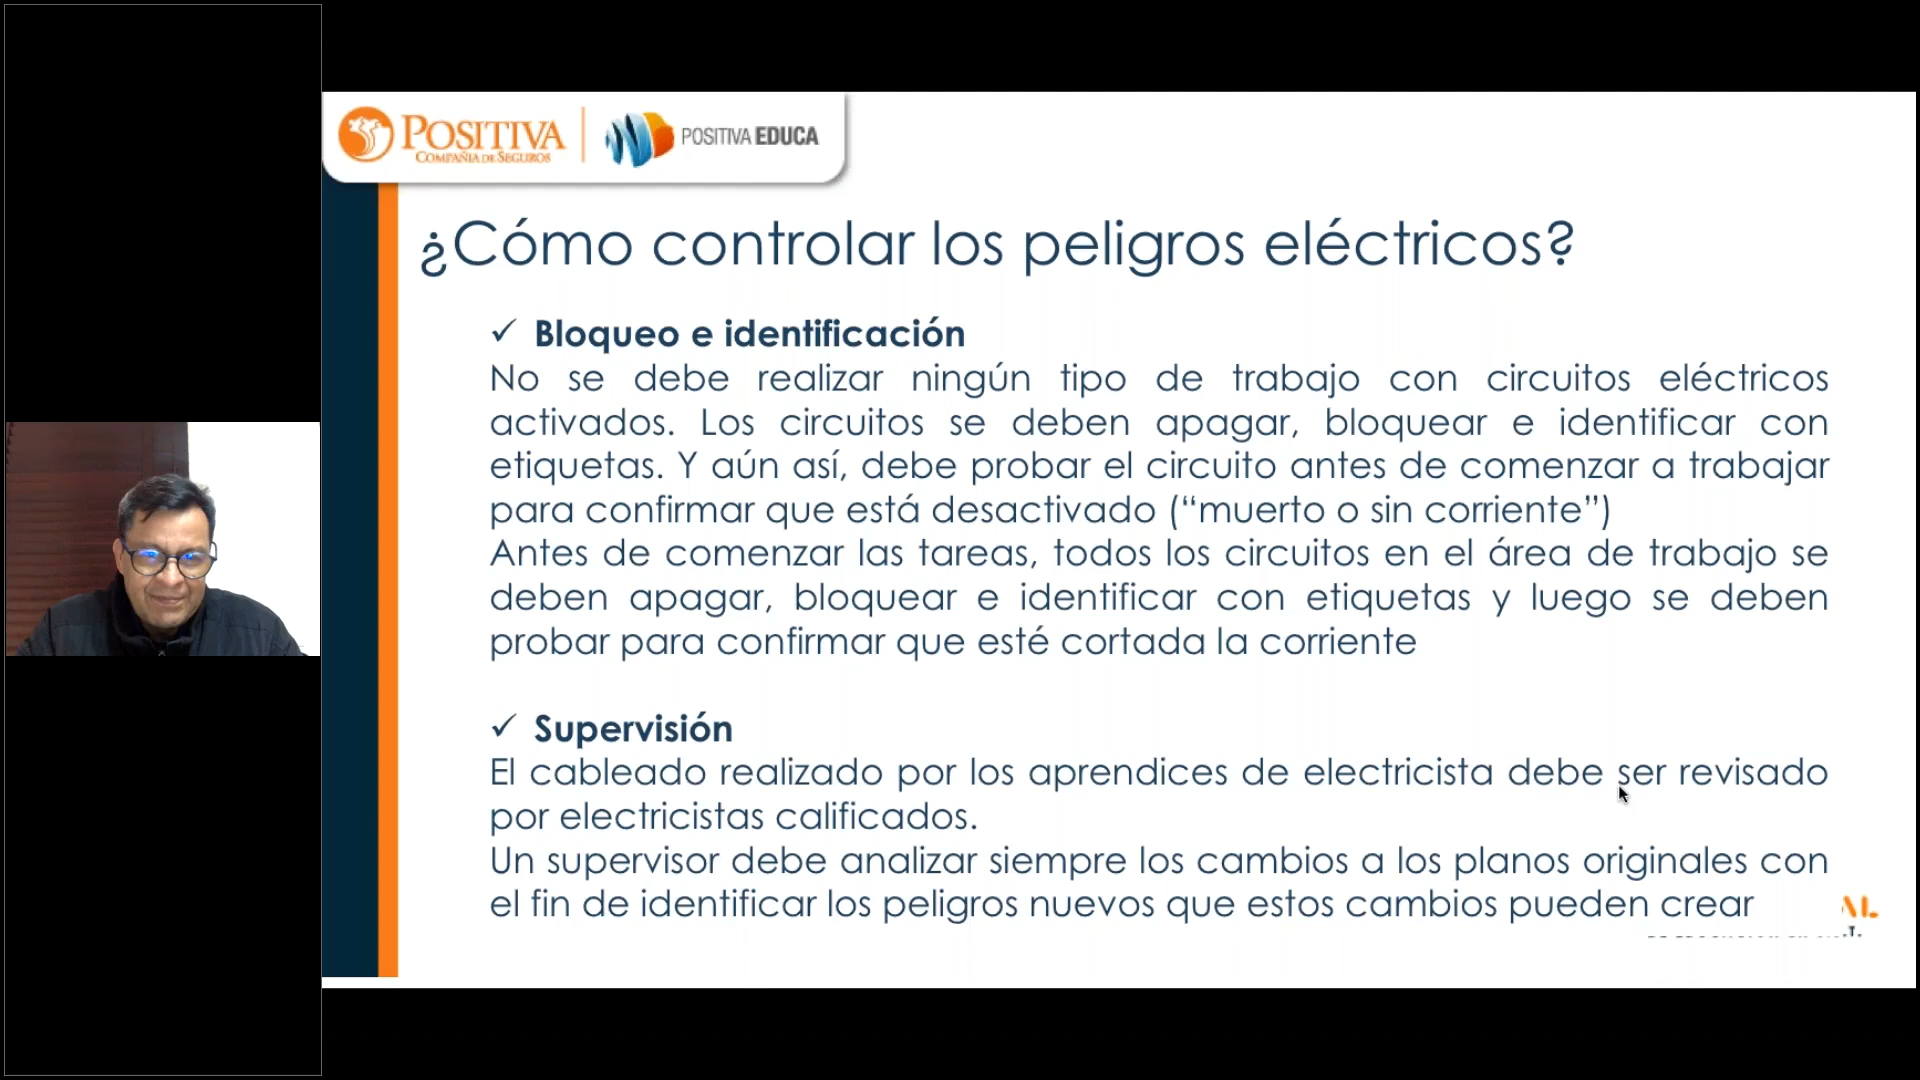 POSITIVA
COMPAÑIA DE SEGUROS
POSITIVA EDUCA
¿Cómo controlar los peligros eléctricos?
✓ Bloqueo e identificación
No se debe realizar ningún tipo de trabajo con circuitos eléctricos
activados. Los circuitos se deben apagar, bloquear e identificar con
etiquetas. Y aún así, debe probar el circuito antes de comenzar a trabajar
para confirmar que está desactivado (“muerto o sin corriente”)
Antes de comenzar las tareas, todos los circuitos en el área de trabajo se
deben apagar, bloquear e identificar con etiquetas y luego se deben
probar para confirmar que esté cortada la corriente
✓ Supervisión
El cableado realizado por los aprendices de electricista debe ser revisado
por electricistas calificados.
Un supervisor debe analizar siempre los cambios a los planos originales con
el fin de identificar los peligros nuevos que estos cambios pueden crear